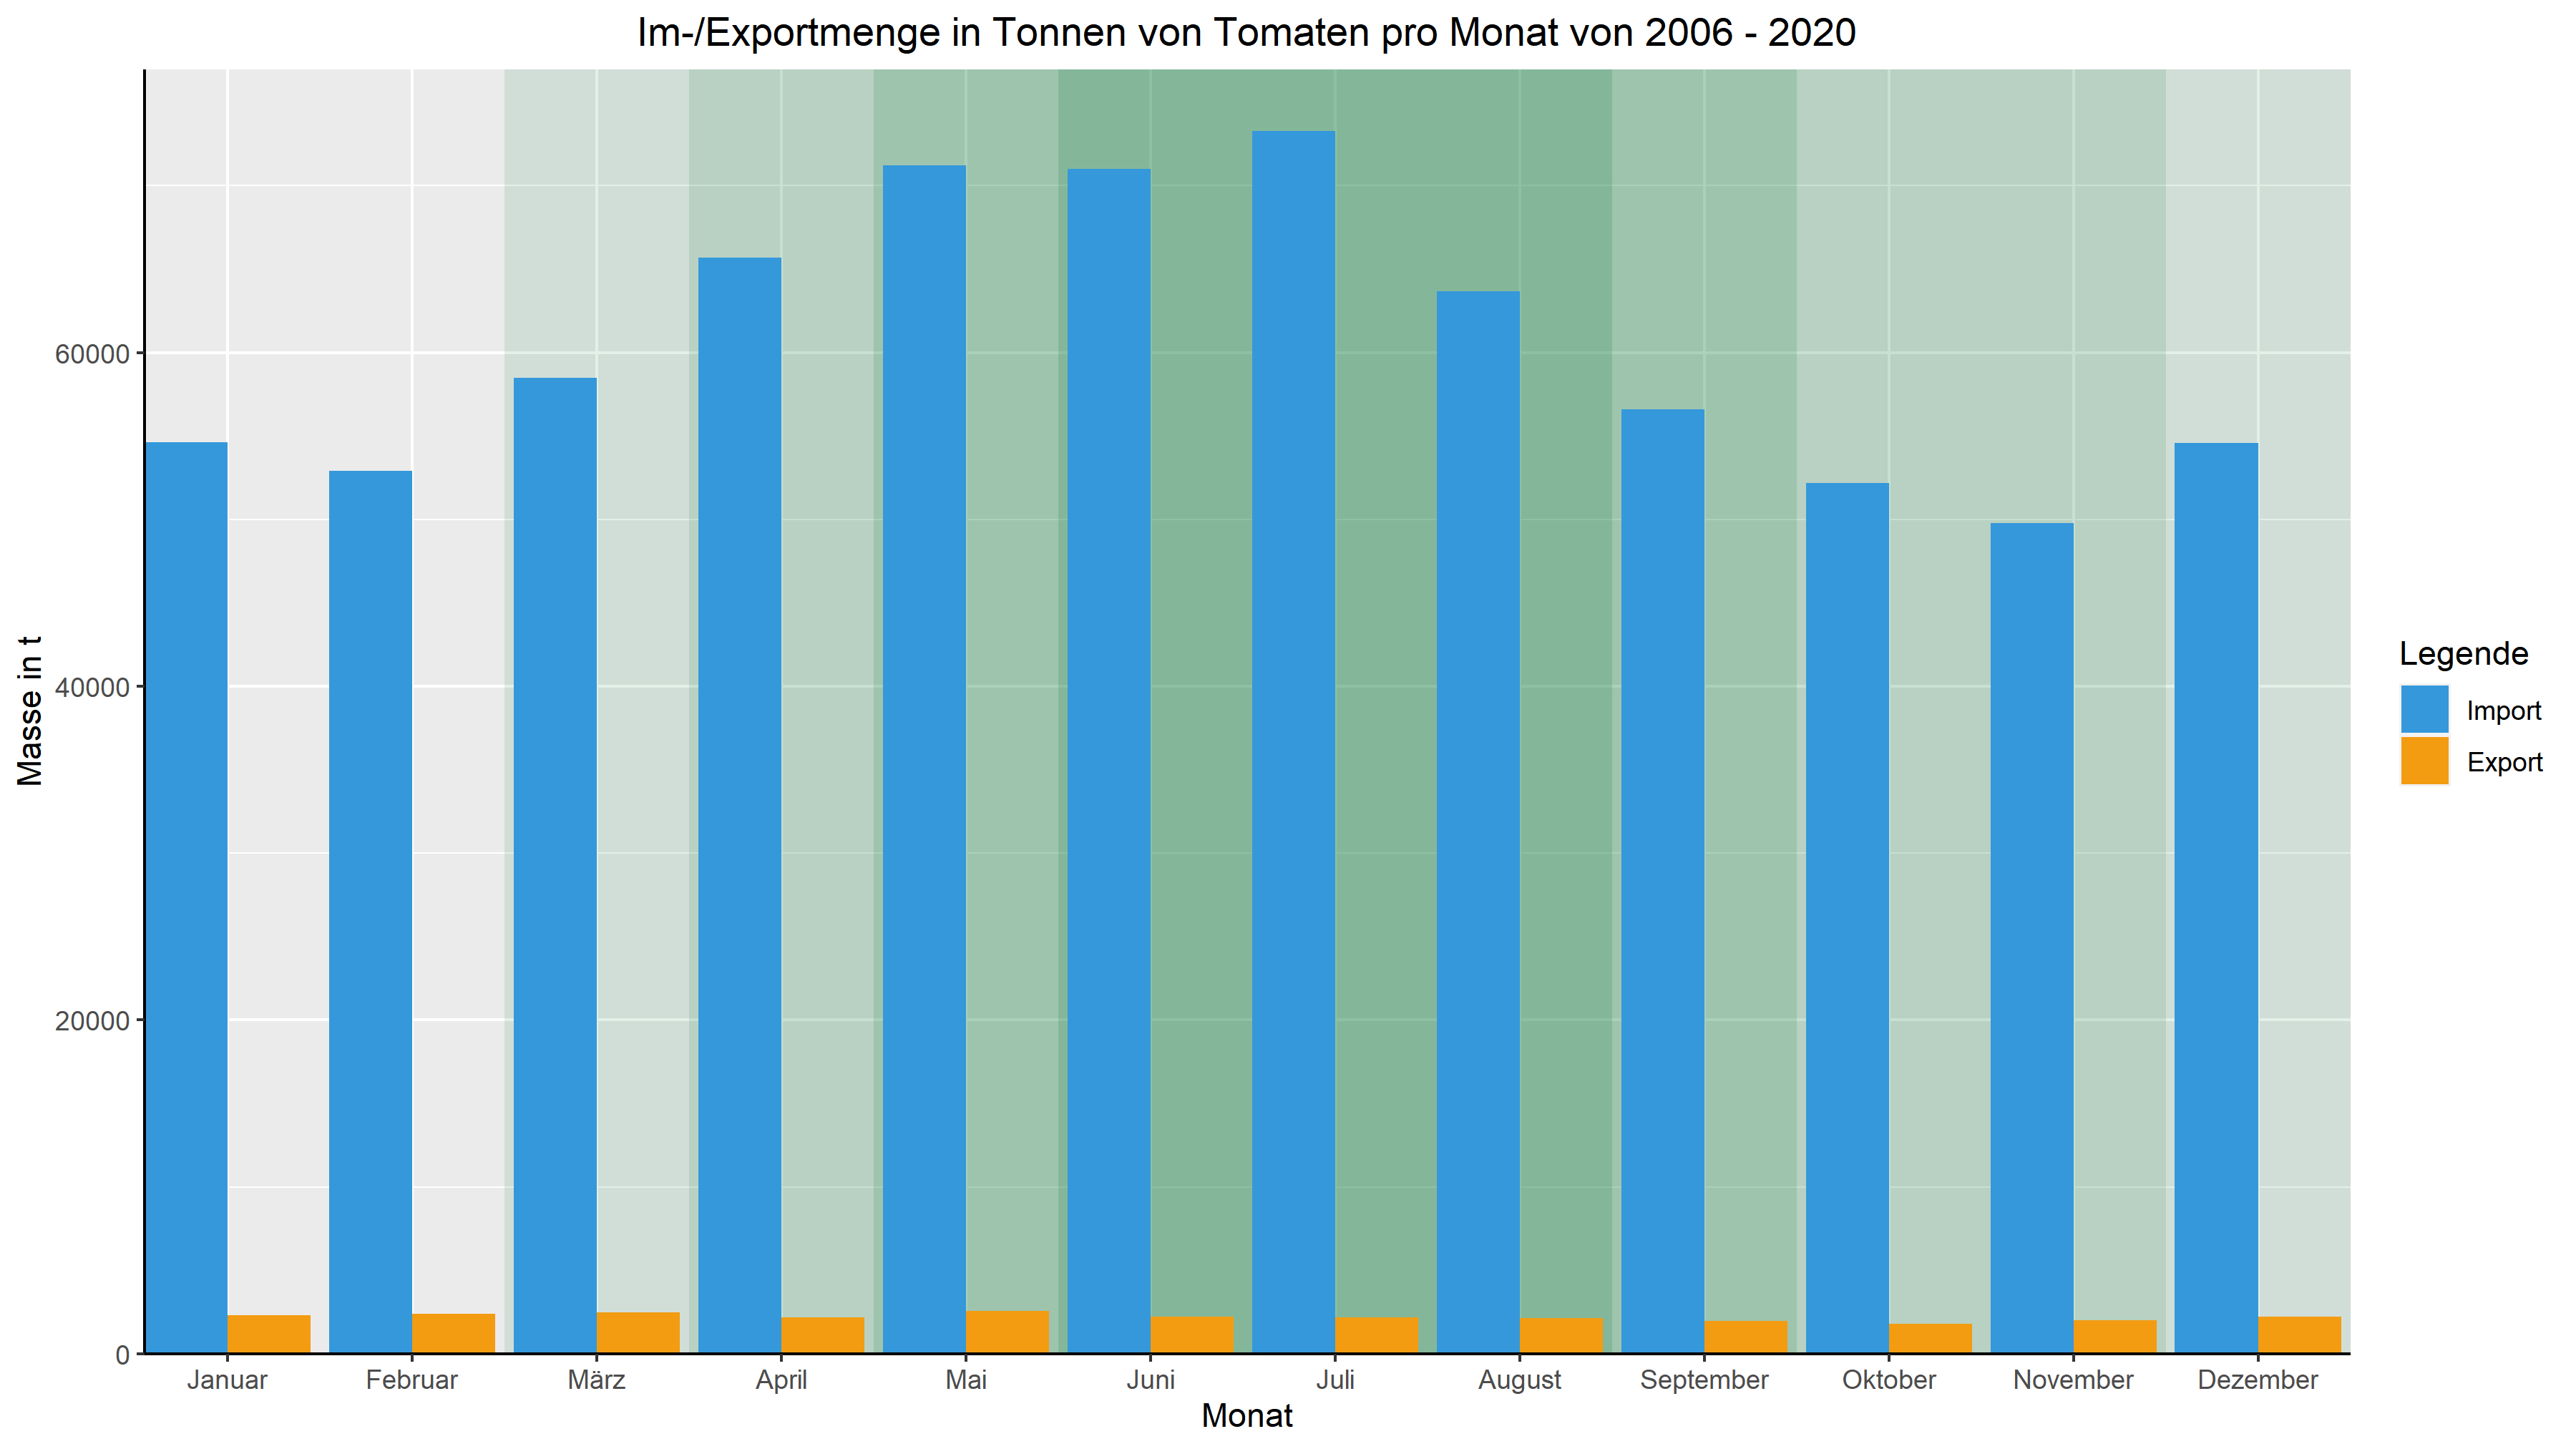 Im-/Exportmenge in Tonnen von Tomaten pro Monat von 2006 - 2020
Masse in t
60000
40000
20000
0
Januar Februar März April Mai Juni Juli August September Oktober November Dezember
Monat
Legende
Import
Export